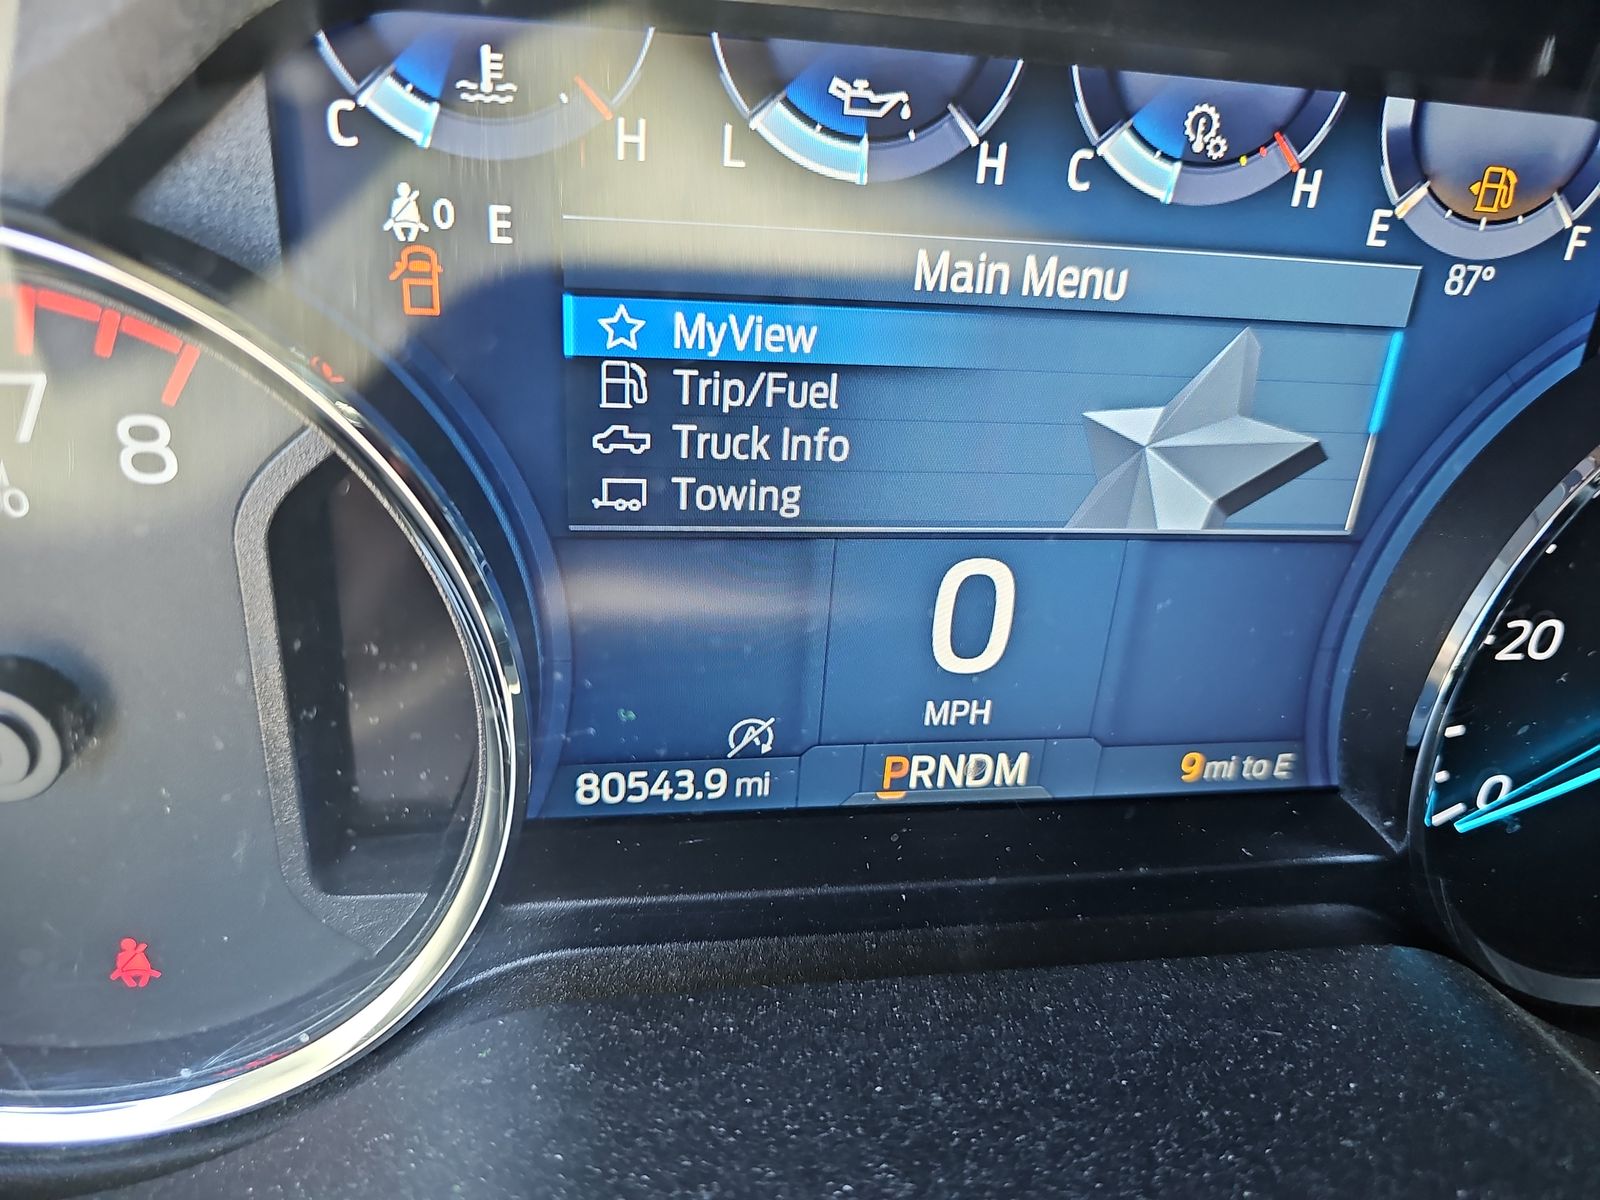 C H
L H
C H
E F
0 E
87°
Main Menu
MyView
Trip/Fuel
Truck Info
Towing
7
8
0
MPH
20
0
80543.9 mi
PRNDM
9 mi to E